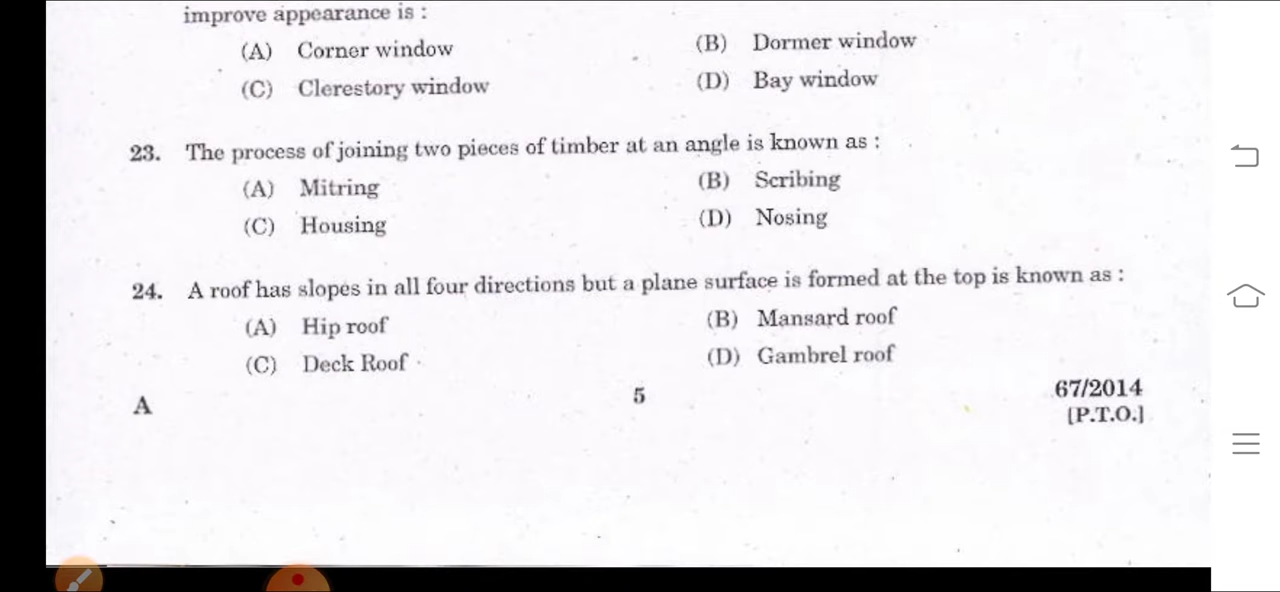 improve appearance is :
(A) Corner window (B) Dormer window
(C) Clerestory window (D) Bay window
23. The process of joining two pieces of timber at an angle is known as :
(A) Mitring (B) Scribing
(C) Housing (D) Nosing
24. A roof has slopes in all four directions but a plane surface is formed at the top is known as :
(A) Hip roof (B) Mansard roof
(C) Deck Roof (D) Gambrel roof
A 5 67/2014
[P.T.O.]